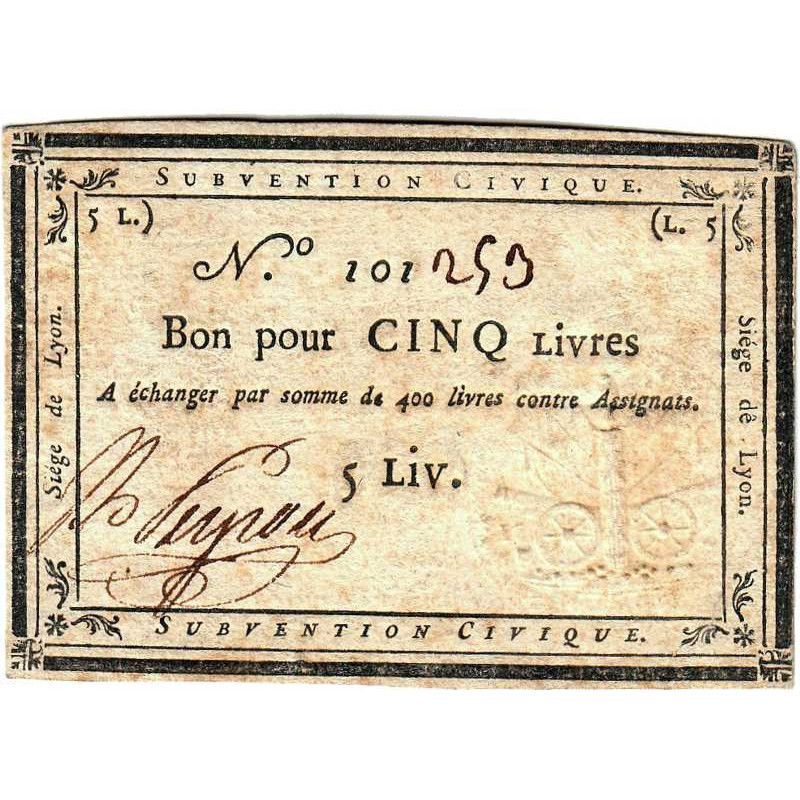 SUBVENTION CIVIQUE.
5 L.)
(L. 5
N.º 101253
Bon pour CINQ LIVRES
A échanger par somme de 400 livres contre Assignats.
5 LIV.
Siége de Lyon.
Siége de Lyon.
SUBVENTION CIVIQUE.